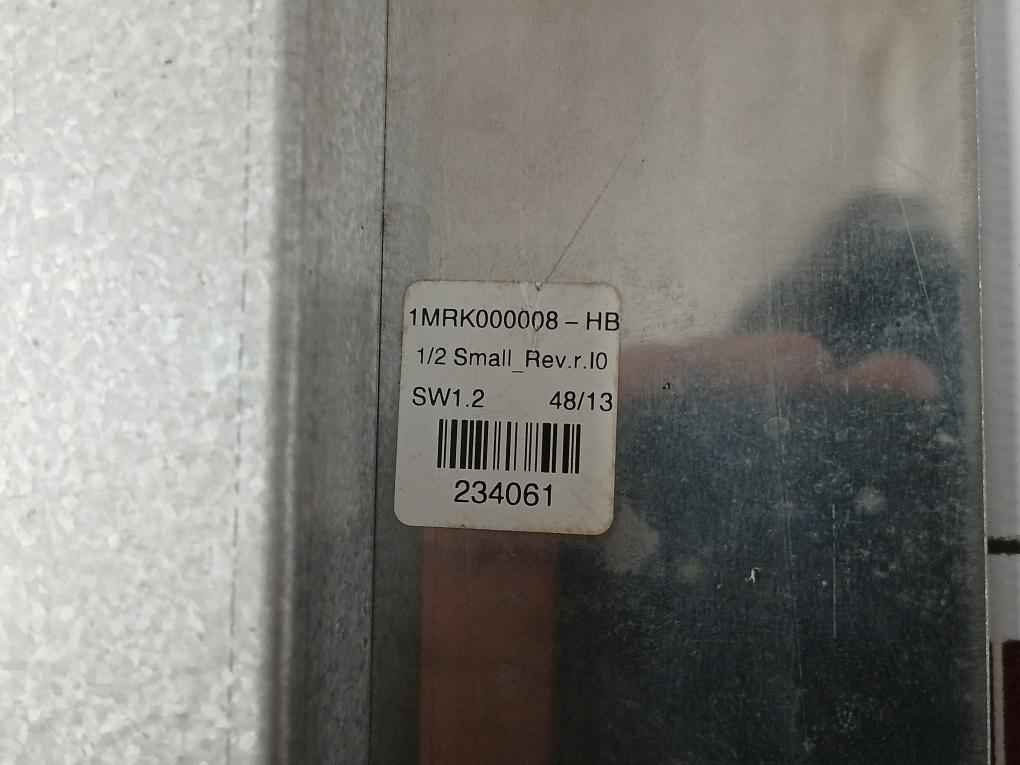 1MRK000008 – HB
1/2 Small_Rev.r.I0
SW1.2 48/13
234061